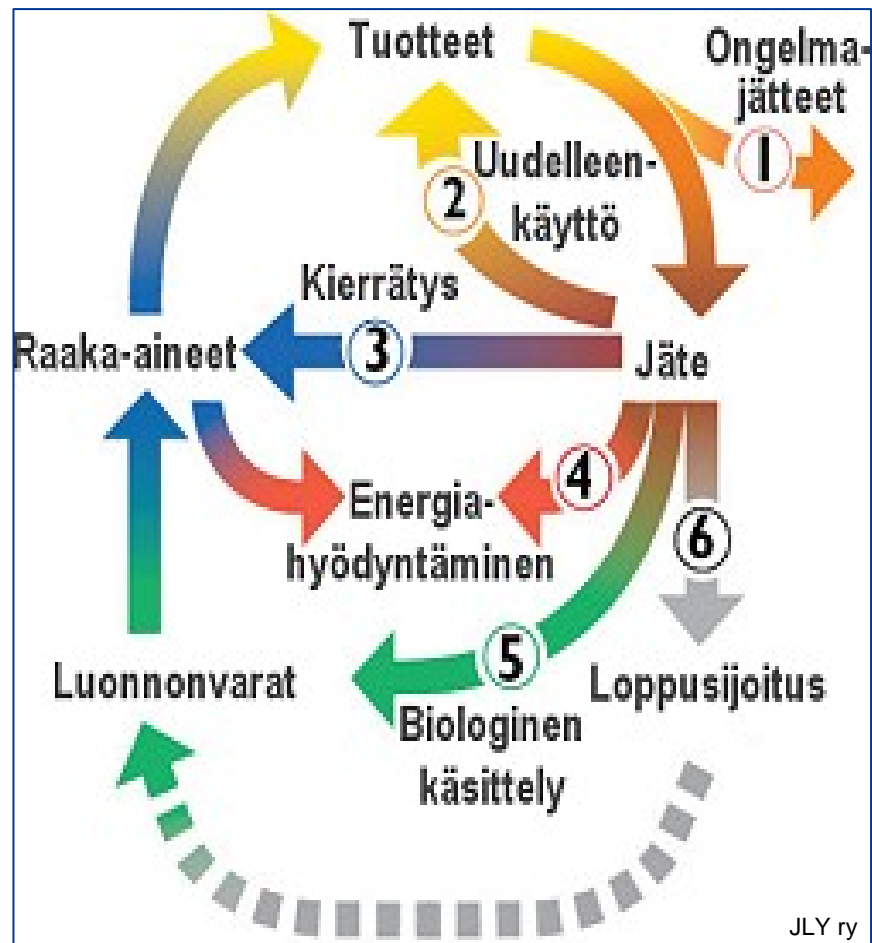 Tuotteet
Ongelma-
jätteet
1
Uudelleen-
käyttö
2
Kierrätys
3
Raaka-aineet
Jäte
4
Energia-
hyödyntäminen
6
5
Luonnonvarat
Loppusijoitus
Biologinen
käsittely
JLY ry